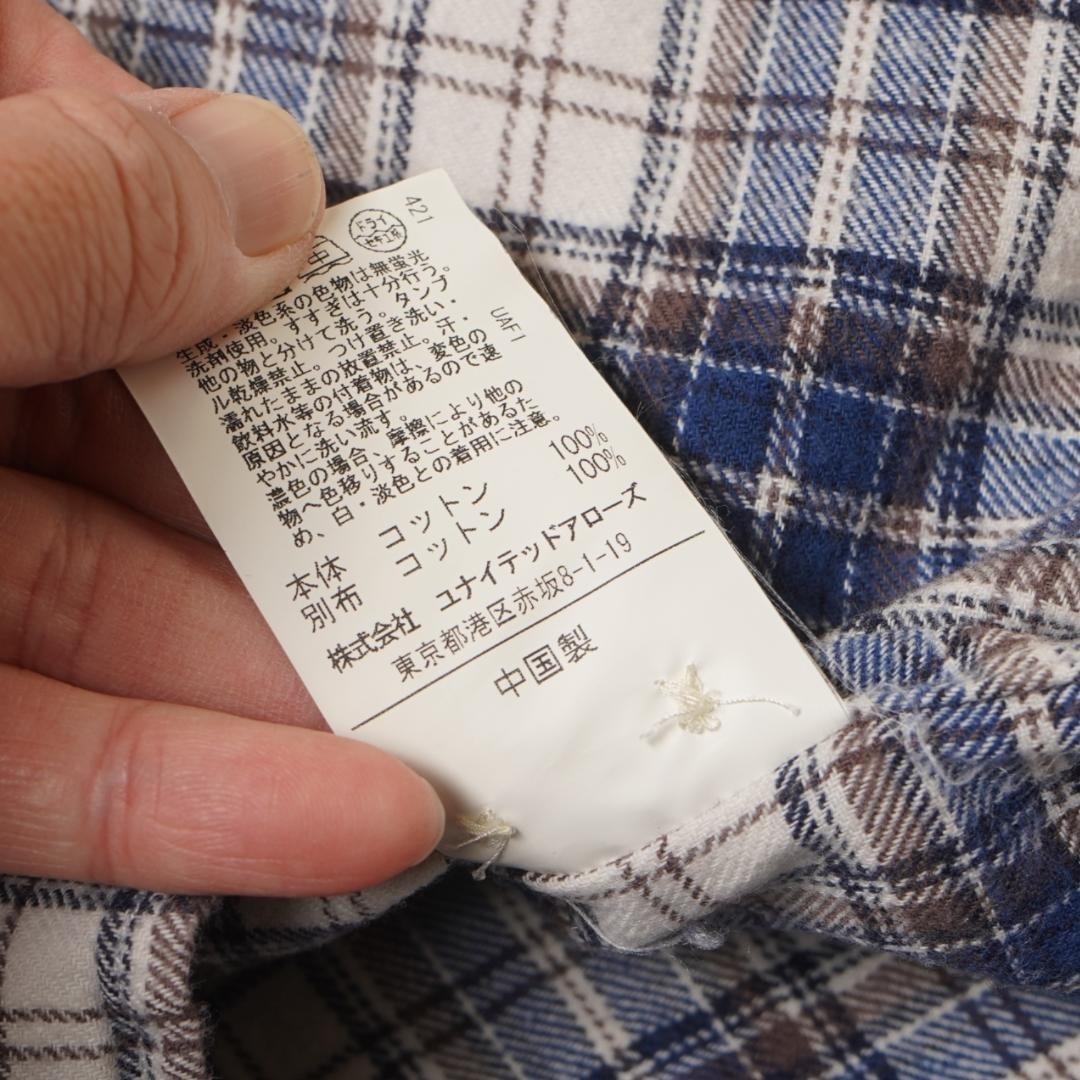 421
ドライ
セキユ系
中
UAF I
生成・淡色系の色物は無蛍光
洗剤使用。すすぎは十分行う。
他の物と分けて洗う。タンブ
ル乾燥禁止。つけ置き洗い・
濡れたままの放置禁止。汗・
飲料水等の付着物は、変色の
原因となる場合があるので速
やかに洗い流す。
濃色の場合、摩擦により他の
物へ色移りすることがあるた
め、白・淡色との着用に注意。
本体 コットン 100%
別布 コットン 100%
株式会社 ユナイテッドアローズ
東京都港区赤坂8-1-19
中国製